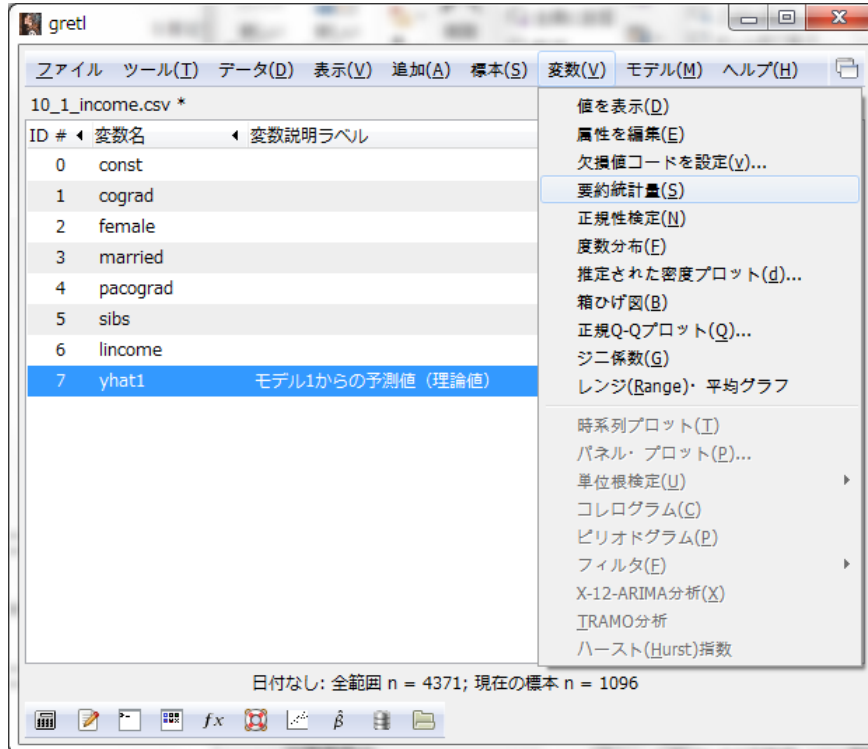 gretl
ファイル ツール(T) データ(D) 表示(V) 追加(A) 標本(S) 変数(V) モデル(M) ヘルプ(H)
10_1_income.csv *
ID # 変数名 変数説明ラベル
0 const
1 cograd
2 female
3 married
4 pacograd
5 sibs
6 lincome
7 yhat1 モデル1からの予測値（理論値）
値を表示(D)
属性を編集(E)
欠損値コードを設定(v)...
要約統計量(S)
正規性検定(N)
度数分布(F)
推定された密度プロット(d)...
箱ひげ図(B)
正規Q-Qプロット(Q)...
ジニ係数(G)
レンジ(Range)・平均グラフ
時系列プロット(T)
パネル・プロット(P)...
単位根検定(U)
コレログラム(C)
ピリオドグラム(P)
フィルタ(F)
X-12-ARIMA分析(X)
TRAMO分析
ハースト(Hurst)指数
日付なし: 全範囲 n = 4371; 現在の標本 n = 1096
fx β̂